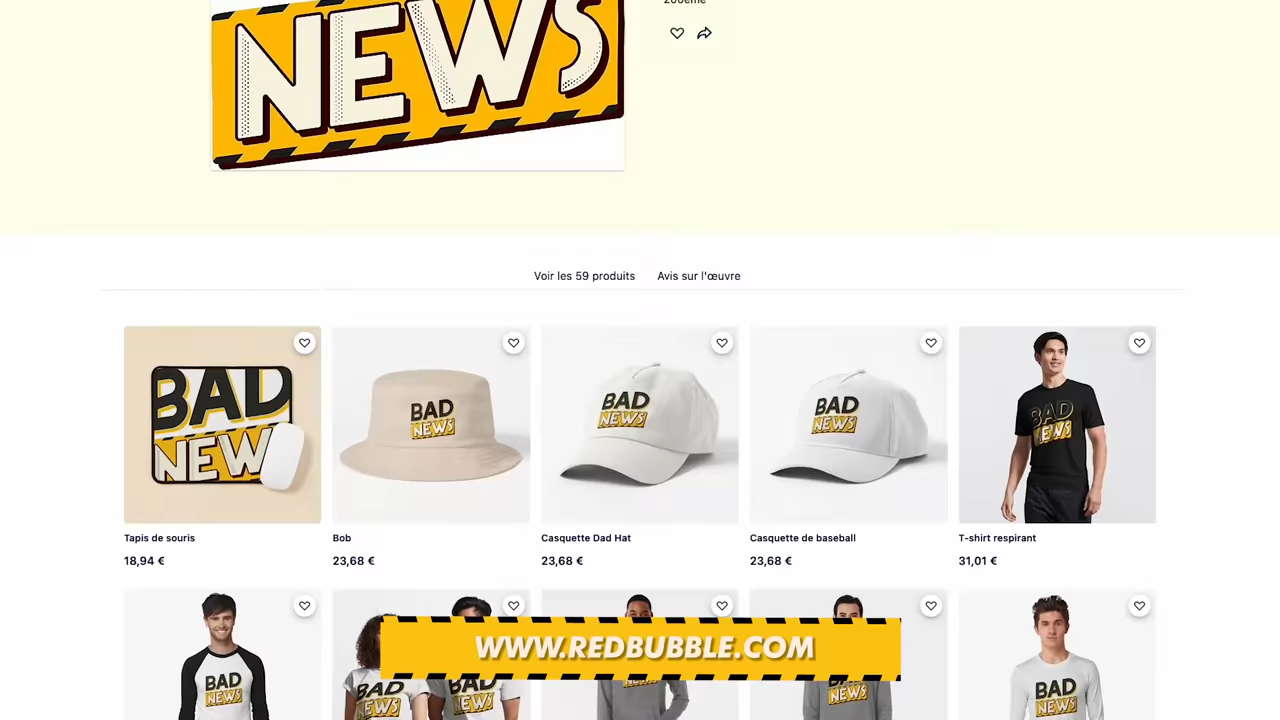 NEWS
Voir les 59 produits Avis sur l'œuvre
BAD
NEWS
BAD
NEWS
BAD
NEWS
BAD
NEWS
BAD
NEWS
Tapis de souris
Bob
Casquette Dad Hat
Casquette de baseball
T-shirt respirant
18,94 €
23,68 €
23,68 €
23,68 €
31,01 €
BAD
NEWS
BAD
NEWS
BAD
NEWS
NEWS
BAD
NEWS
WWW.REDBUBBLE.COM